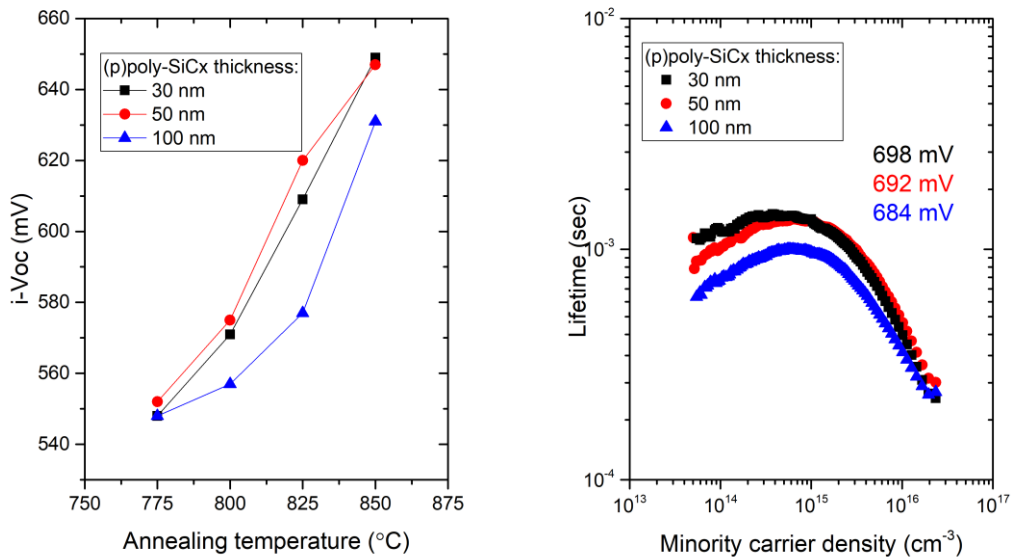 660
640
620
600
580
560
540
i-Voc (mV)
(p)poly-SiCx thickness:
30 nm
50 nm
100 nm
750 775 800 825 850 875
Annealing temperature (°C)
10⁻²
10⁻³
10⁻⁴
Lifetime (sec)
(p)poly-SiCx thickness:
30 nm
50 nm
100 nm
698 mV
692 mV
684 mV
10¹³ 10¹⁴ 10¹⁵ 10¹⁶ 10¹⁷
Minority carrier density (cm⁻³)